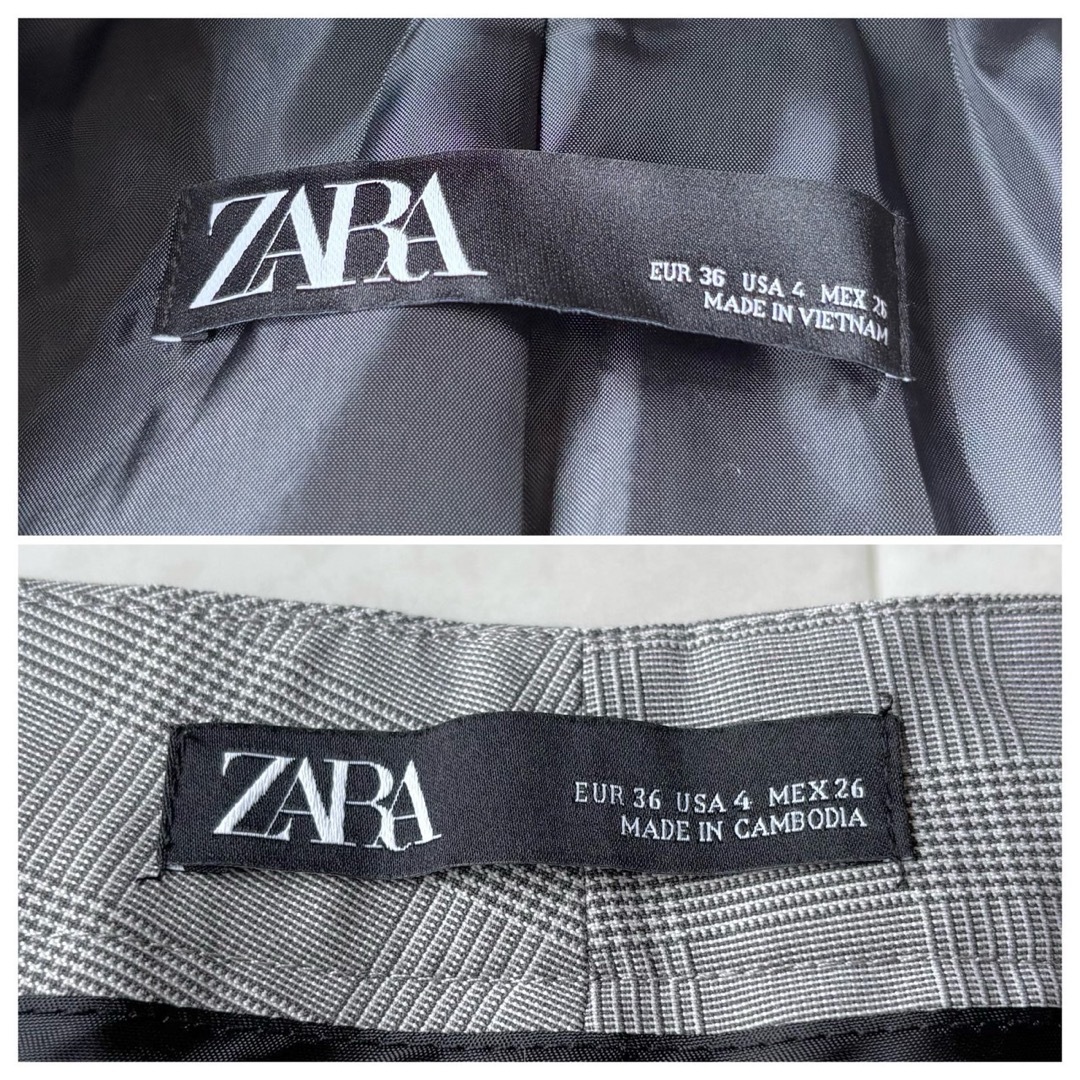 ZARA
EUR 36 USA 4 MEX 26
MADE IN VIETNAM
ZARA
EUR 36 USA 4 MEX 26
MADE IN CAMBODIA